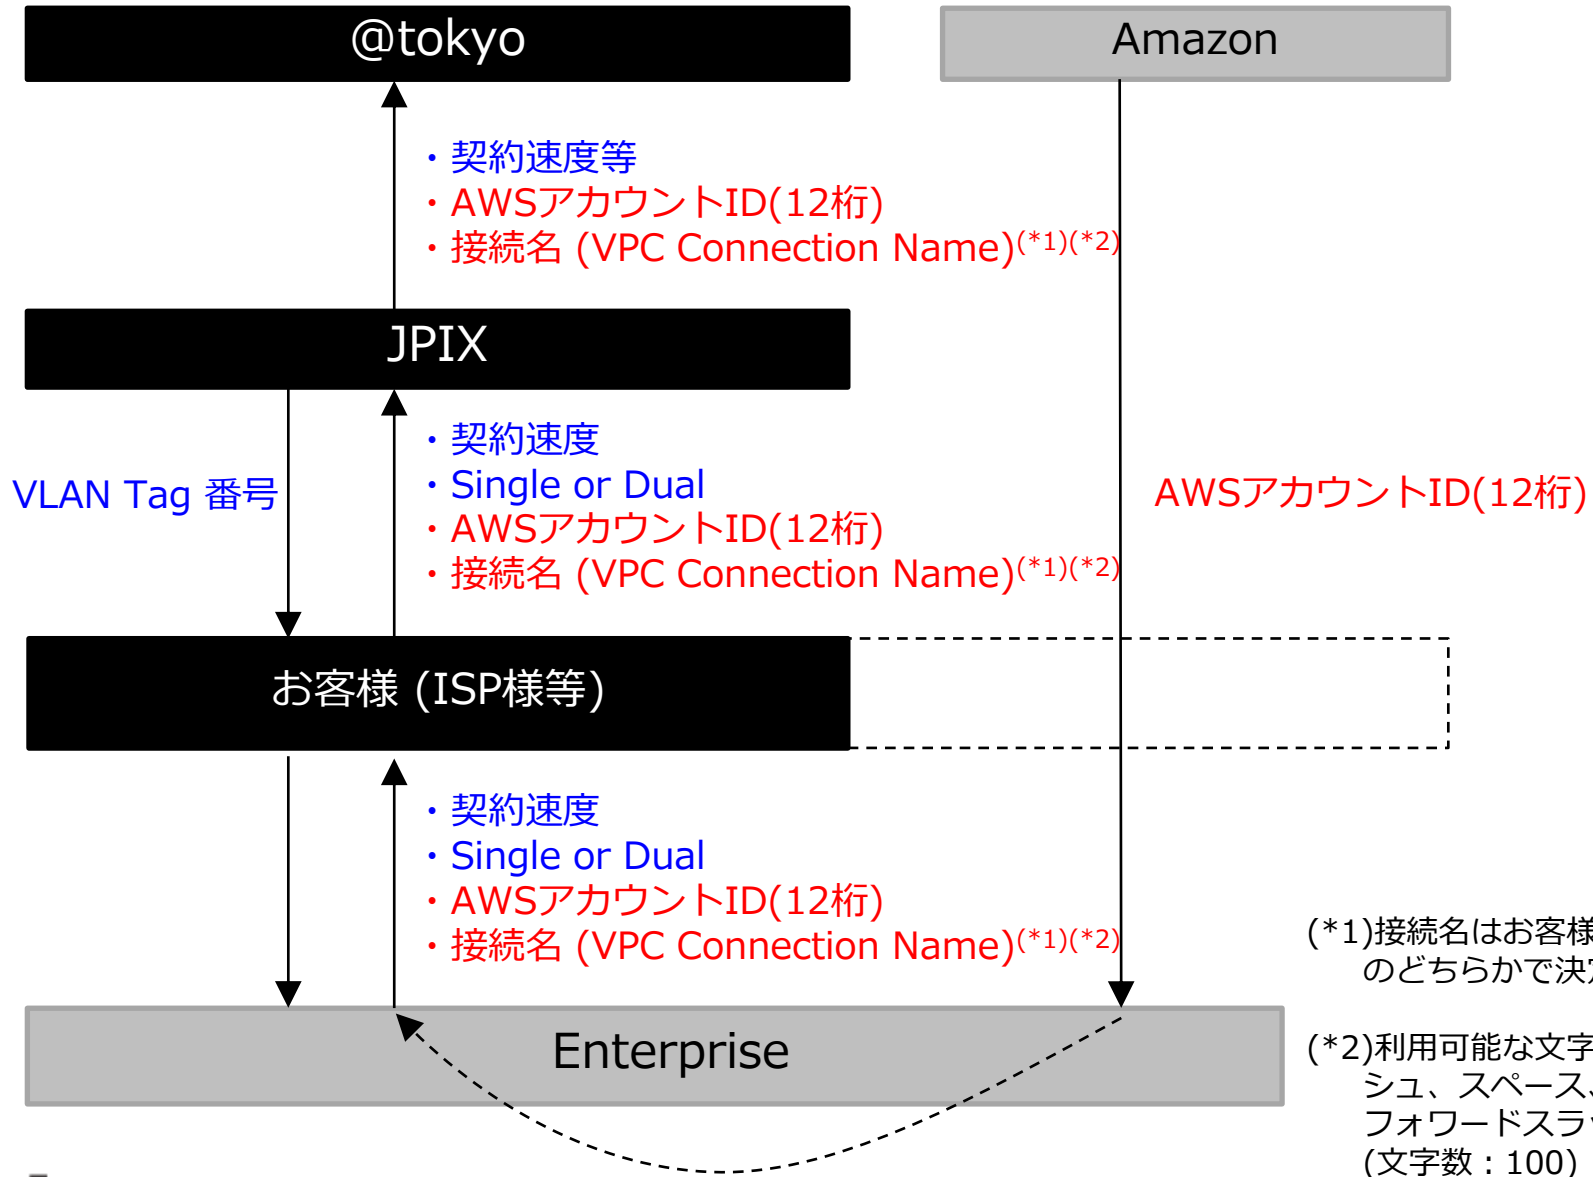 @tokyo
Amazon
・契約速度等
・AWSアカウントID(12桁)
・接続名 (VPC Connection Name)(*1)(*2)
JPIX
VLAN Tag 番号
・契約速度
・Single or Dual
・AWSアカウントID(12桁)
・接続名 (VPC Connection Name)(*1)(*2)
AWSアカウントID(12桁)
お客様 (ISP様等)
・契約速度
・Single or Dual
・AWSアカウントID(12桁)
・接続名 (VPC Connection Name)(*1)(*2)
Enterprise
(*1)接続名はお客様
のどちらかで決
(*2)利用可能な文字
シュ、スペース、
フォワードスラ
(文字数：100)